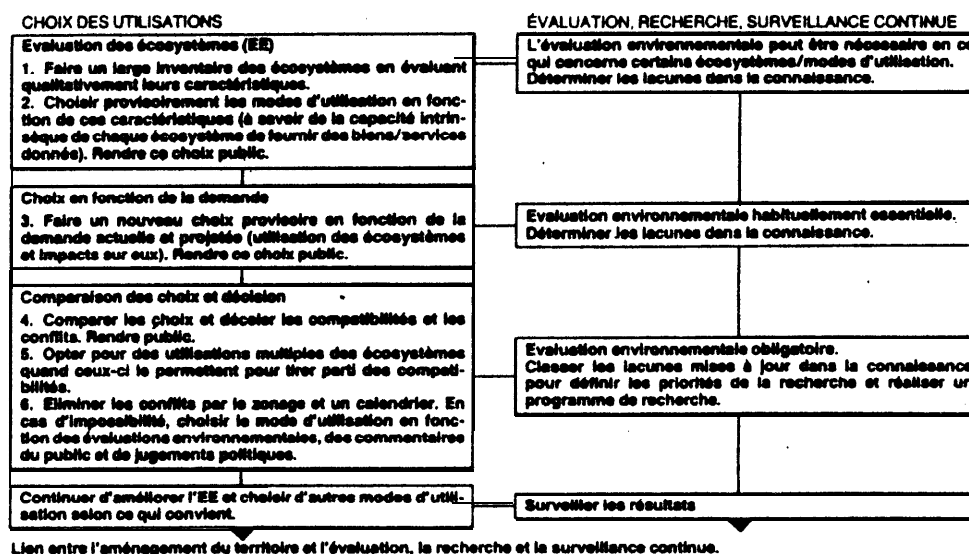 CHOIX DES UTILISATIONS
Evaluation des écosystèmes (EE)
1. Faire un large inventaire des écosystèmes en évaluant
qualitativement leurs caractéristiques.
2. Choisir provisoirement les modes d'utilisation en fonc-
tion de ces caractéristiques (à savoir de la capacité intrin-
sèque de chaque écosystème de fournir des biens/services
donnée). Rendre ce choix public.
Choix en fonction de la demande
3. Faire un nouveau choix provisoire en fonction de la
demande actuelle et projetée (utilisation des écosystèmes
et impacts sur eux). Rendre ce choix public.
Comparaison des choix et décision
4. Comparer les choix et déceler les compatibilités et les
conflits. Rendre public.
5. Opter pour des utilisations multiples des écosystèmes
quand ceux-ci le permettent pour tirer parti des compati-
bilités.
6. Eliminer les conflits par le zonage et un calendrier. En
cas d'impossibilité, choisir le mode d'utilisation en fonc-
tion des évaluations environnementales, des commentaires
du public et de jugements politiques.
Continuer d'améliorer l'EE et choisir d'autres modes d'utili-
sation selon ce qui convient.
ÉVALUATION, RECHERCHE, SURVEILLANCE CONTINUE
L'évaluation environnementale peut être nécessaire en ce
qui concerne certains écosystèmes/modes d'utilisation.
Déterminer les lacunes dans la connaissance.
Evaluation environnementale habituellement essentielle.
Déterminer les lacunes dans la connaissance.
Evaluation environnementale obligatoire.
Classer les lacunes mises à jour dans la connaissance
pour définir les priorités de la recherche et réaliser un
programme de recherche.
Surveiller les résultats
Lien entre l'aménagement du territoire et l'évaluation, la recherche et la surveillance continue.